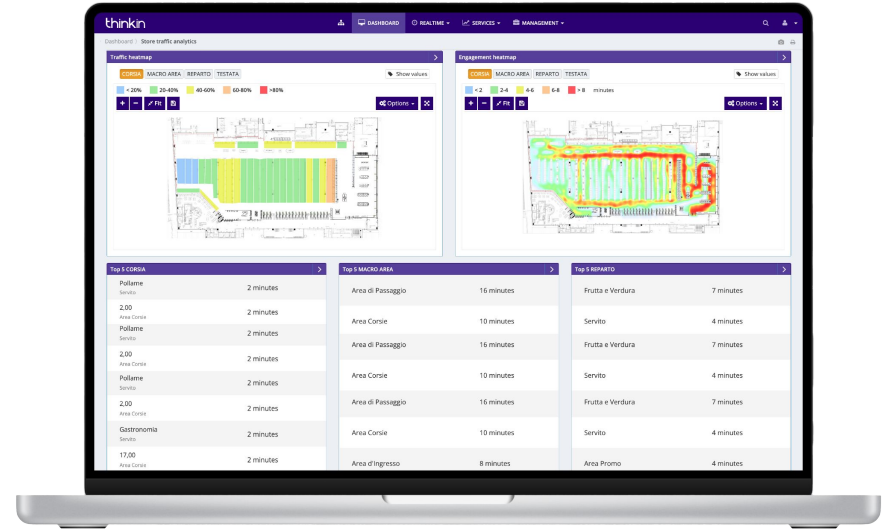 thinkin
DASHBOARD
REALTIME
SERVICES
MANAGEMENT
Dashboard / Store traffic analytics
Traffic heatmap
CORSIA MACRO AREA REPARTO TESTATA
Show values
< 20% 20-40% 40-60% 60-80% >80%
+ − Fit
Options
Engagement heatmap
CORSIA MACRO AREA REPARTO TESTATA
Show values
< 2 2-4 4-6 6-8 > 8 minutes
+ − Fit
Options
Top 5 CORSIA
Pollame
Servito
2 minutes
2,00
Area Corsie
2 minutes
Pollame
Servito
2 minutes
2,00
Area Corsie
2 minutes
Pollame
Servito
2 minutes
2,00
Area Corsie
2 minutes
Gastronomia
Servito
2 minutes
17,00
Area Corsie
2 minutes
Top 5 MACRO AREA
Area di Passaggio 16 minutes
Area Corsie 10 minutes
Area di Passaggio 16 minutes
Area Corsie 10 minutes
Area di Passaggio 16 minutes
Area Corsie 10 minutes
Area d'Ingresso 8 minutes
Top 5 REPARTO
Frutta e Verdura 7 minutes
Servito 4 minutes
Frutta e Verdura 7 minutes
Servito 4 minutes
Frutta e Verdura 7 minutes
Servito 4 minutes
Area Promo 4 minutes